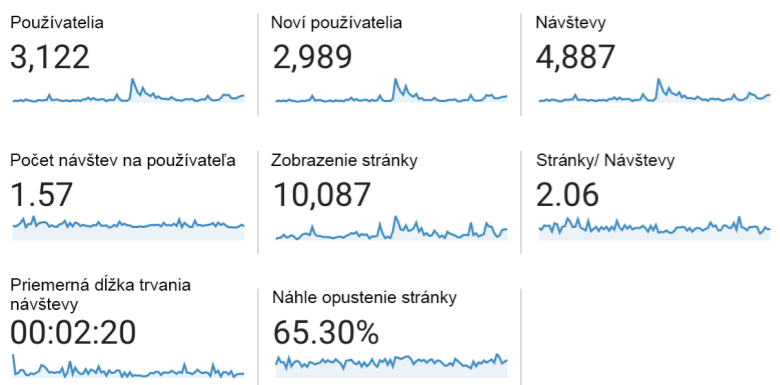 Používatelia
3,122
Noví používatelia
2,989
Návštevy
4,887
Počet návštev na používateľa
1.57
Zobrazenie stránky
10,087
Stránky/ Návštevy
2.06
Priemerná dĺžka trvania
návštevy
00:02:20
Náhle opustenie stránky
65.30%